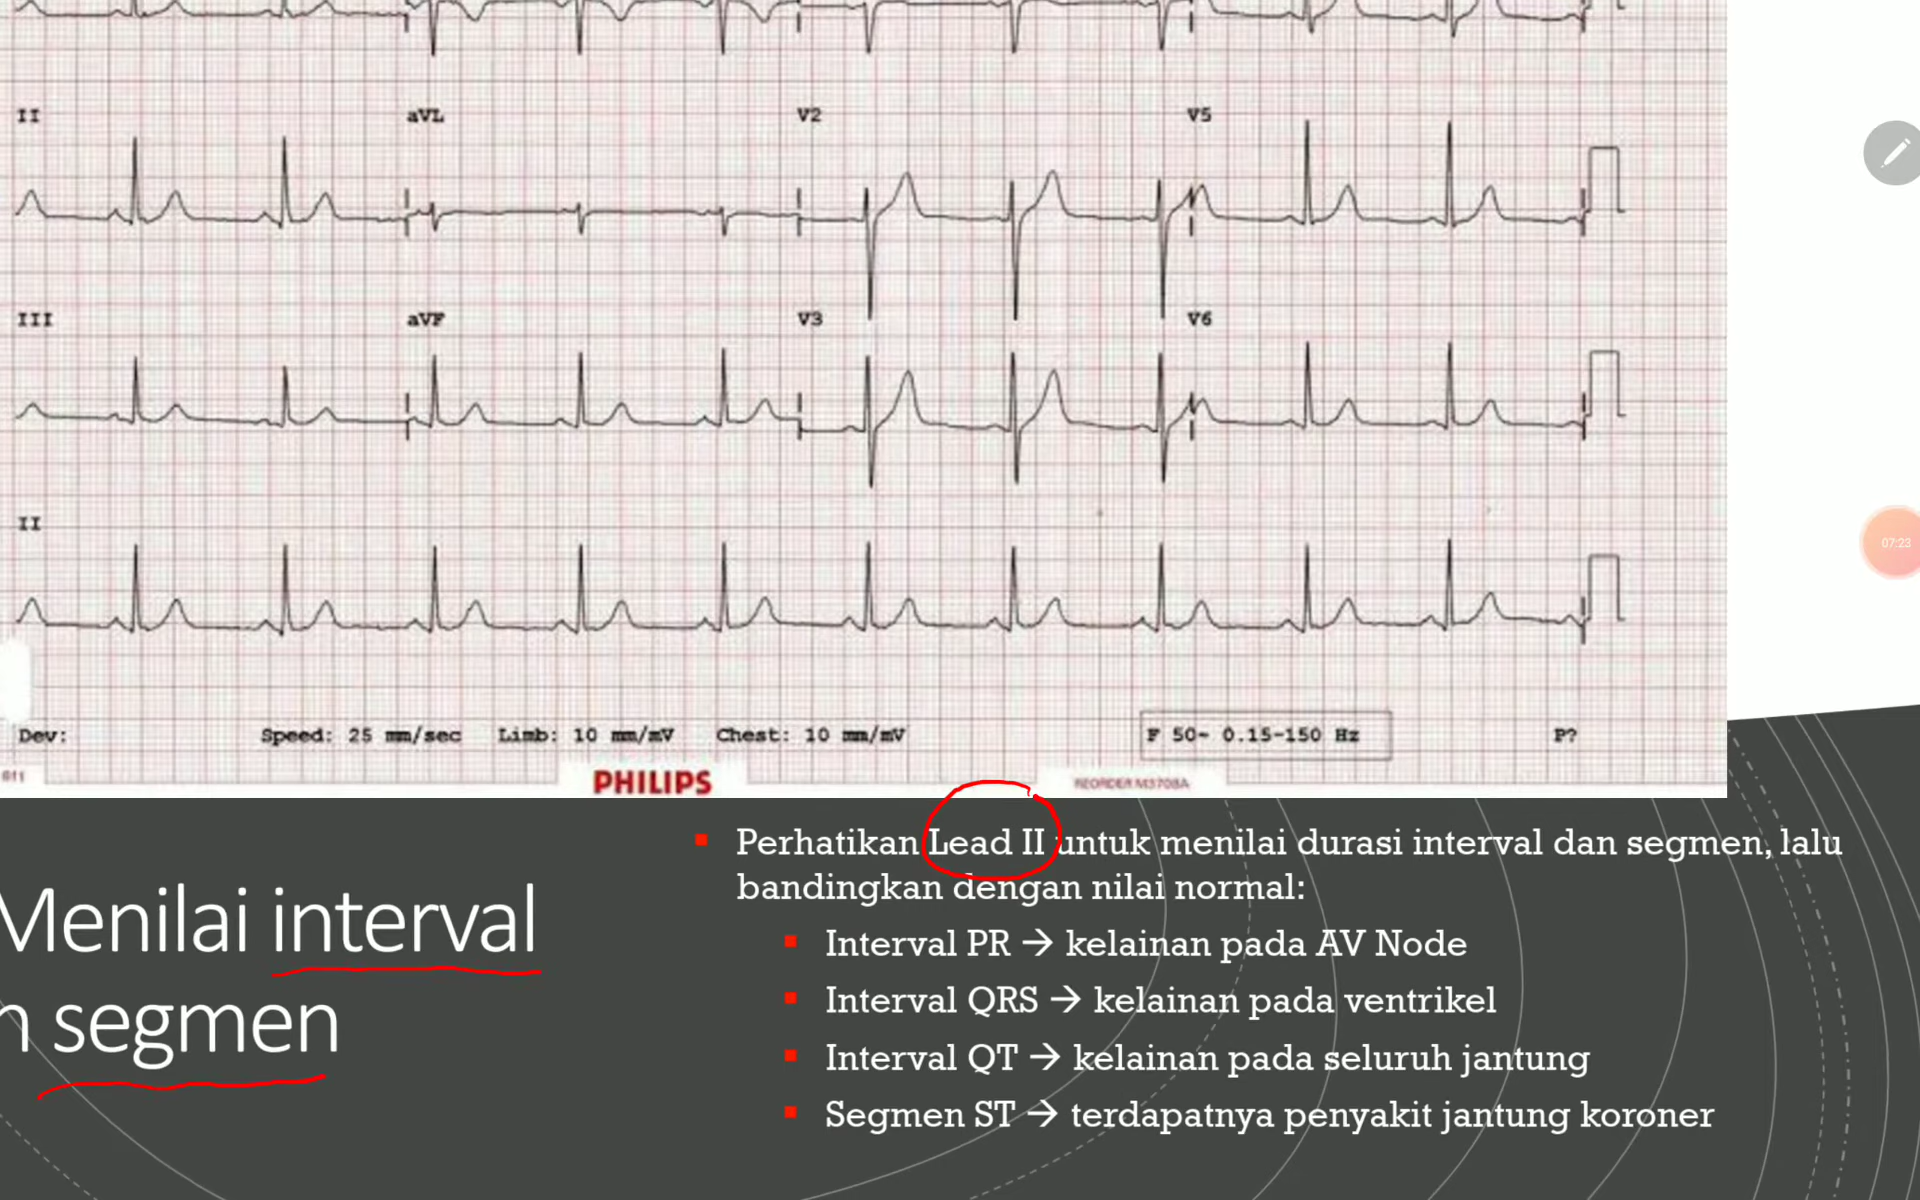 II aVL V2 V5
III aVF V3 V6
II
07:23
Dev: Speed: 25 mm/sec Limb: 10 mm/mV Chest: 10 mm/mV F 50~ 0.15-150 Hz P?
PHILIPS REORDER M3708A
Menilai interval
n segmen
Perhatikan Lead II untuk menilai durasi interval dan segmen, lalu
bandingkan dengan nilai normal:
Interval PR → kelainan pada AV Node
Interval QRS → kelainan pada ventrikel
Interval QT → kelainan pada seluruh jantung
Segmen ST → terdapatnya penyakit jantung koroner